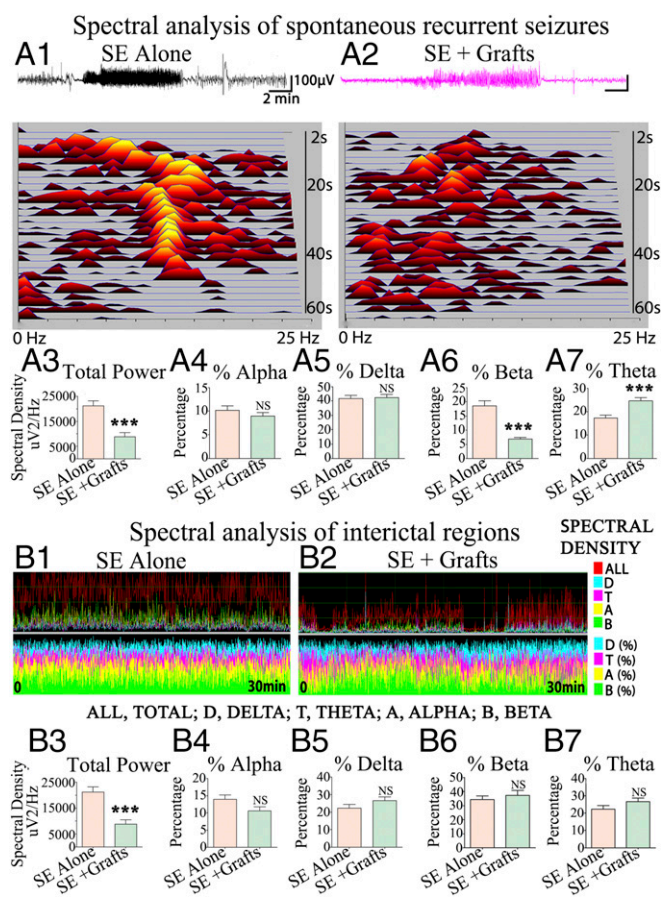 Spectral analysis of spontaneous recurrent seizures
A1 SE Alone
A2 SE + Grafts
100μV
2 min
2s
20s
40s
60s
0 Hz 25 Hz
2s
20s
40s
60s
0 Hz 25 Hz
A3 Total Power
Spectral Density
uV2/Hz
25000
15000
5000
0
***
SE Alone
SE +Grafts
A4 % Alpha
Percentage
15
10
5
0
NS
SE Alone
SE +Grafts
A5 % Delta
Percentage
50
40
30
20
10
0
NS
SE Alone
SE +Grafts
A6 % Beta
Percentage
25
20
15
10
5
0
***
SE Alone
SE +Grafts
A7 % Theta
Percentage
30
20
10
0
***
SE Alone
SE +Grafts
Spectral analysis of interictal regions
B1 SE Alone
B2 SE + Grafts
SPECTRAL
DENSITY
ALL
D
T
A
B
D (%)
T (%)
A (%)
B (%)
0 30min
0 30min
ALL, TOTAL; D, DELTA; T, THETA; A, ALPHA; B, BETA
B3 Total Power
Spectral Density
uV2/Hz
25000
15000
5000
0
***
SE Alone
SE +Grafts
B4 % Alpha
Percentage
20
15
10
5
0
NS
SE Alone
SE +Grafts
B5 % Delta
Percentage
40
30
20
10
0
NS
SE Alone
SE +Grafts
B6 % Beta
Percentage
50
40
30
20
10
0
NS
SE Alone
SE +Grafts
B7 % Theta
Percentage
40
30
20
10
0
NS
SE Alone
SE +Grafts